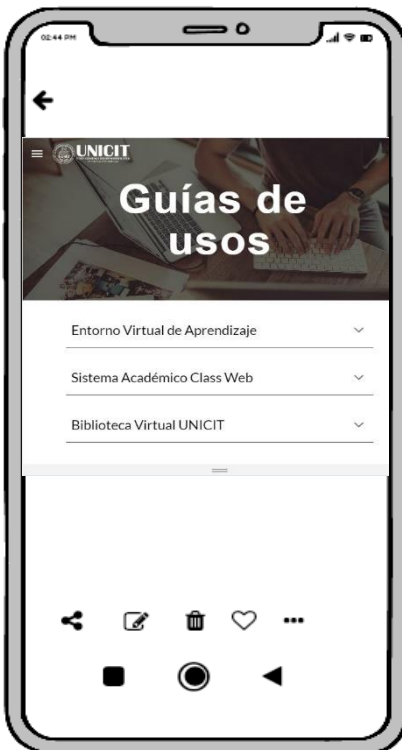 02:44 PM
UNICIT
Guías de
usos
Entorno Virtual de Aprendizaje
Sistema Académico Class Web
Biblioteca Virtual UNICIT